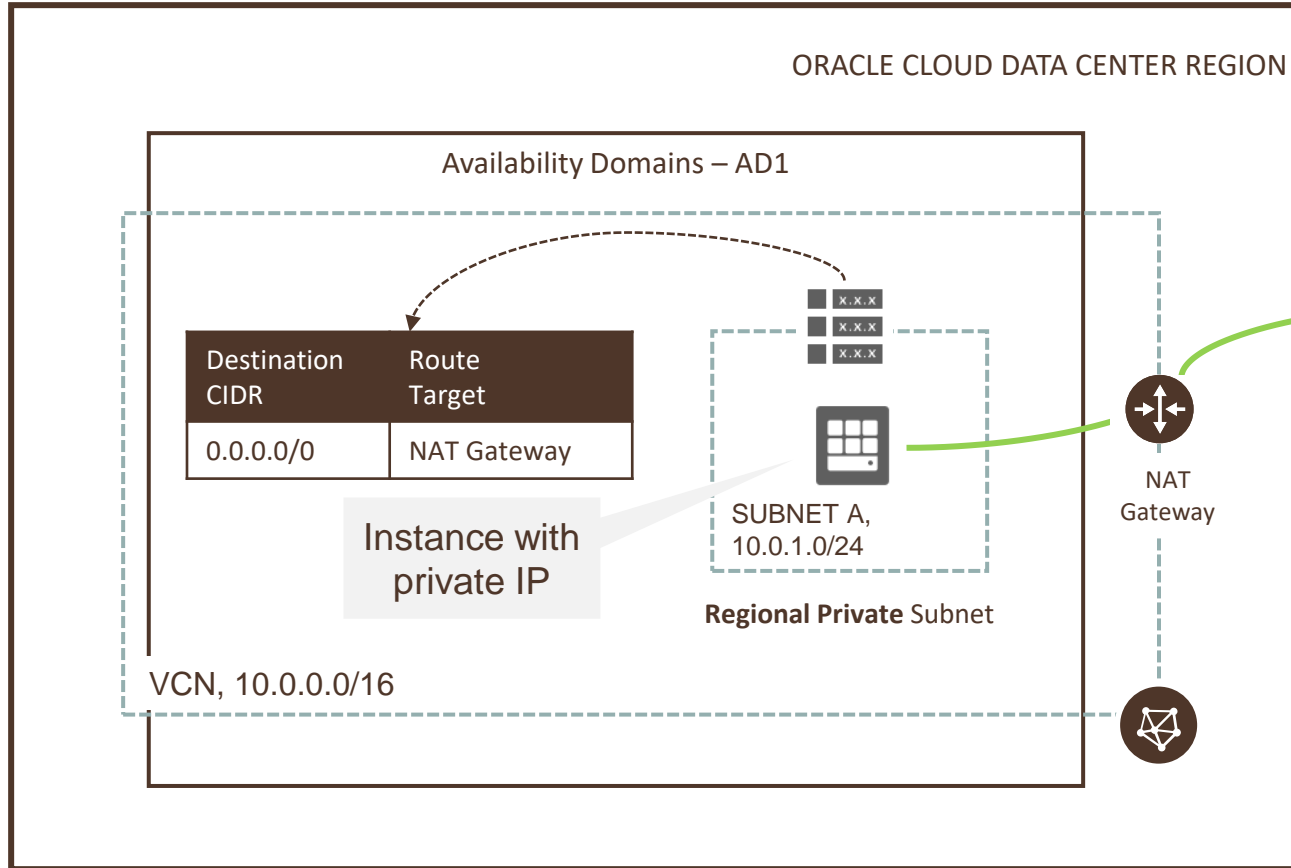 ORACLE CLOUD DATA CENTER REGION
Availability Domains – AD1
x.x.x
x.x.x
x.x.x
Destination
CIDR
Route
Target
0.0.0.0/0
NAT Gateway
Instance with
private IP
SUBNET A,
10.0.1.0/24
Regional Private Subnet
NAT
Gateway
VCN, 10.0.0.0/16